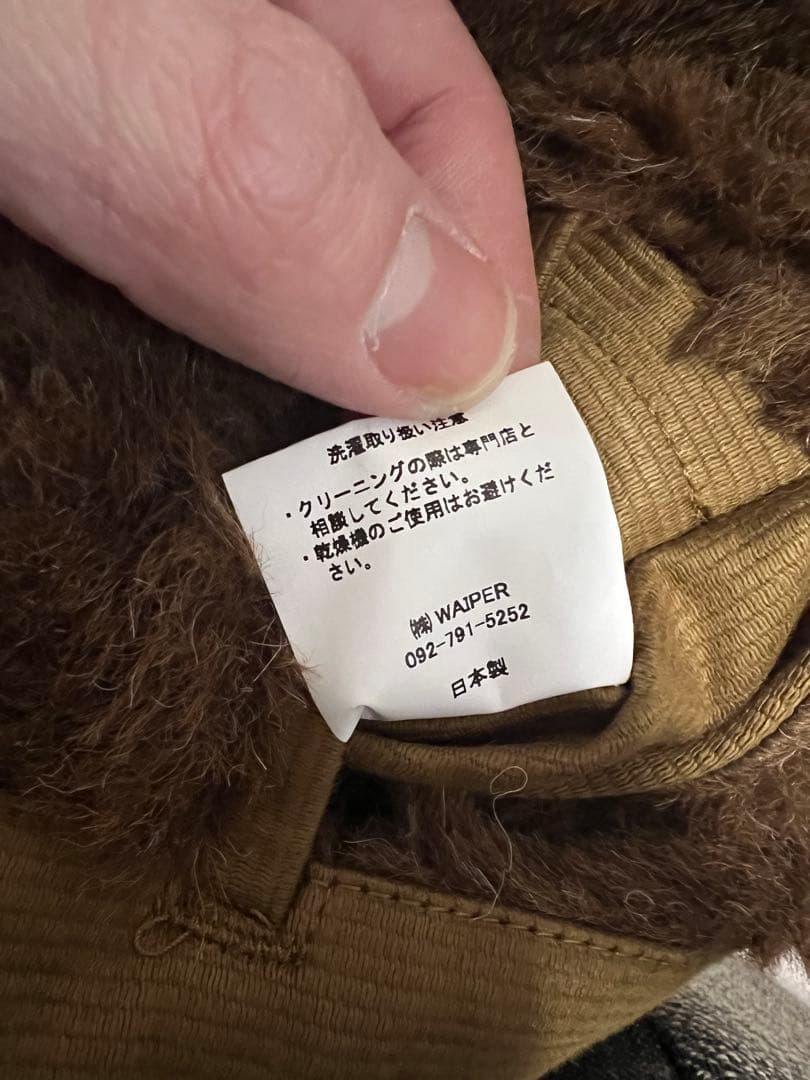 洗濯取り扱い注意
・クリーニングの際は専門店と
相談してください。
・乾燥機のご使用はお避けくだ
さい。
㈱ WAIPER
092-791-5252
日本製